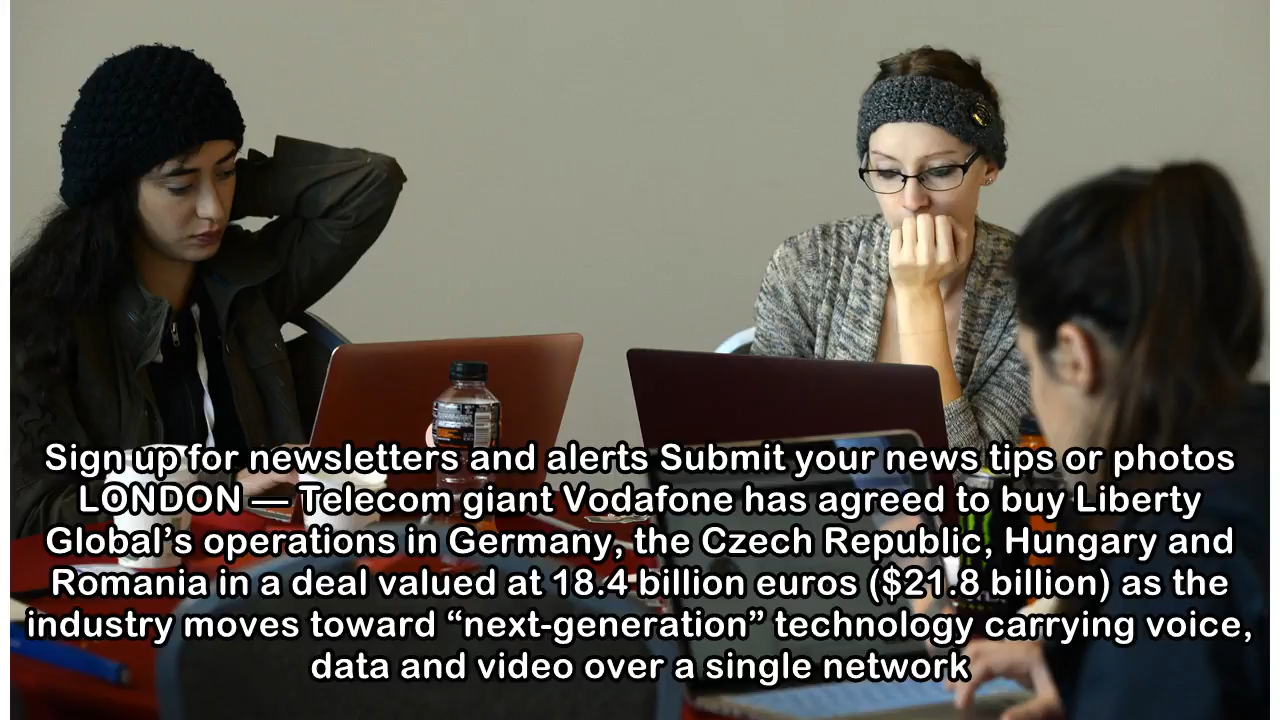 Sign up for newsletters and alerts Submit your news tips or photos
LONDON — Telecom giant Vodafone has agreed to buy Liberty
Global’s operations in Germany, the Czech Republic, Hungary and
Romania in a deal valued at 18.4 billion euros ($21.8 billion) as the
industry moves toward “next-generation” technology carrying voice,
data and video over a single network